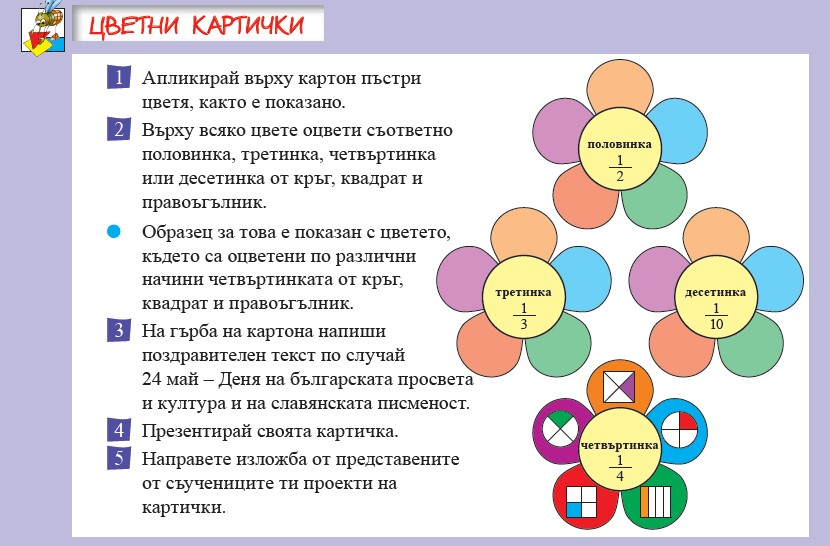 ЦВЕТНИ КАРТИЧКИ
1 Апликирай върху картон пъстри
цветя, както е показано.
2 Върху всяко цвете оцвети съответно
половинка, третинка, четвъртинка
или десетинка от кръг, квадрат и
правоъгълник.
Образец за това е показан с цветето,
където са оцветени по различни
начини четвъртинката от кръг,
квадрат и правоъгълник.
3 На гърба на картона напиши
поздравителен текст по случай
24 май – Деня на българската просвета
и култура и на славянската писменост.
4 Презентирай своята картичка.
5 Направете изложба от представените
от съучениците ти проекти на
картички.
половинка
1
2
третинка
1
3
десетинка
1
10
четвъртинка
1
4